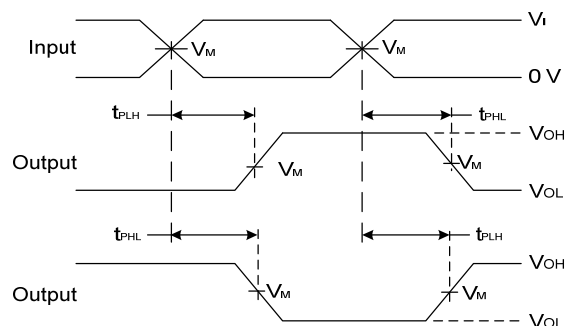 VI
Input VM VM
0 V
tPLH tPHL
VOH
Output VM VM
VOL
tPHL tPLH
VOH
Output VM VM
VOL